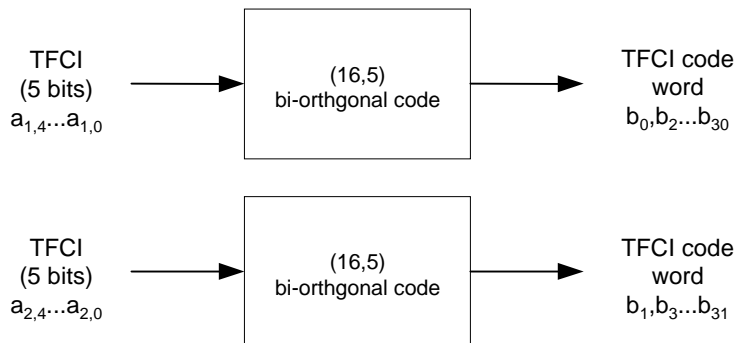 TFCI
(5 bits)
a1,4...a1,0
(16,5)
bi-orthgonal code
TFCI code
word
b0,b2...b30
TFCI
(5 bits)
a2,4...a2,0
(16,5)
bi-orthgonal code
TFCI code
word
b1,b3...b31